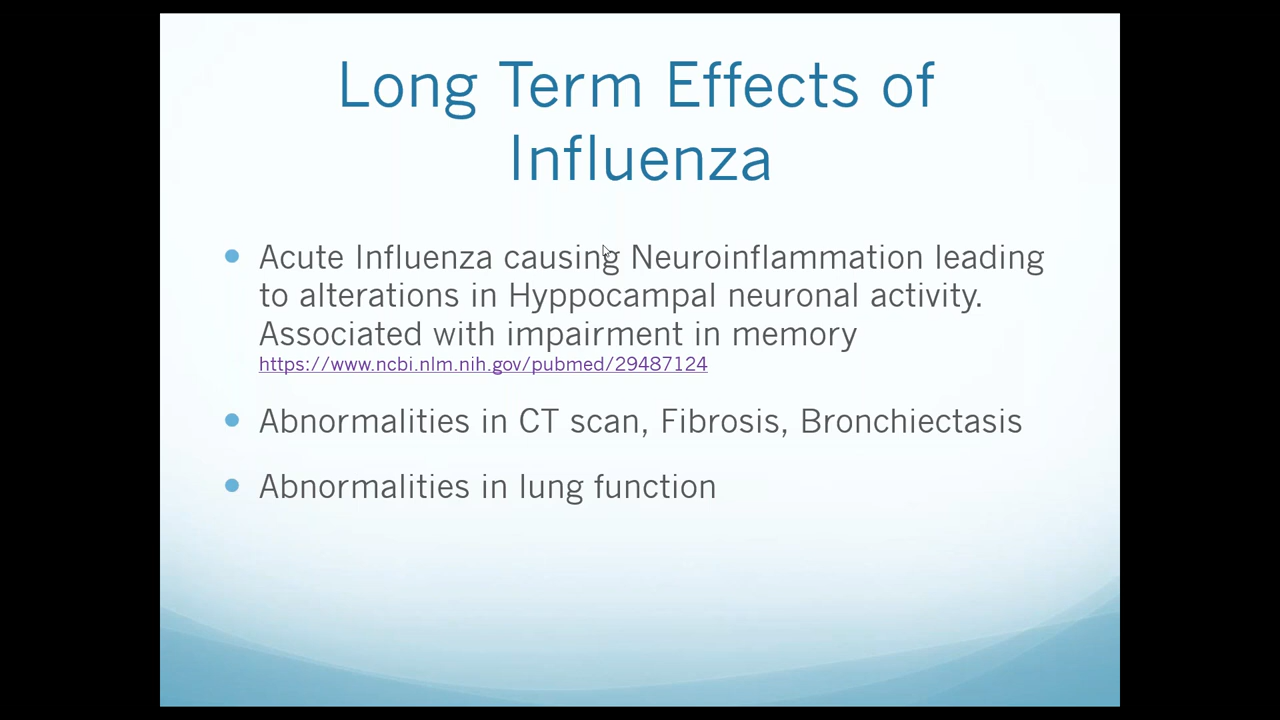 Long Term Effects of
Influenza
Acute Influenza causing Neuroinflammation leading
to alterations in Hyppocampal neuronal activity.
Associated with impairment in memory
https://www.ncbi.nlm.nih.gov/pubmed/29487124
Abnormalities in CT scan, Fibrosis, Bronchiectasis
Abnormalities in lung function